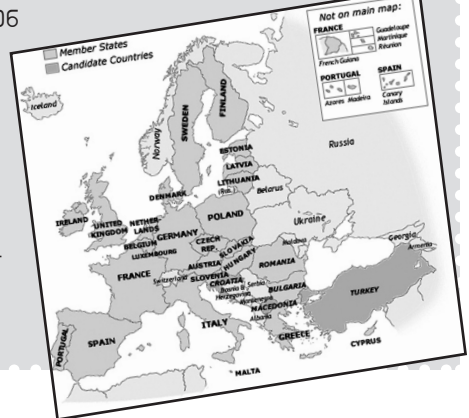 06
Member States
Candidate Countries
Not on main map:
FRANCE
Guadeloupe
Martinique
Réunion
French Guiana
PORTUGAL
SPAIN
Azores Madeira
Canary
Islands
Iceland
Norway
SWEDEN
FINLAND
Russia
ESTONIA
LATVIA
LITHUANIA
DENMARK
Belarus
IRELAND
UNITED
KINGDOM
NETHER-
LANDS
BELGIUM
LUXEMBOURG
GERMANY
POLAND
Ukraine
CZECH
REP.
SLOVAKIA
Moldova
FRANCE
Switzerland
AUSTRIA
HUNGARY
SLOVENIA
CROATIA
ROMANIA
Georgia
Armenia
Bosnia &
Herzegovina
Serbia
Montenegro
BULGARIA
MACEDONIA
Albania
TURKEY
ITALY
GREECE
PORTUGAL
SPAIN
MALTA
CYPRUS